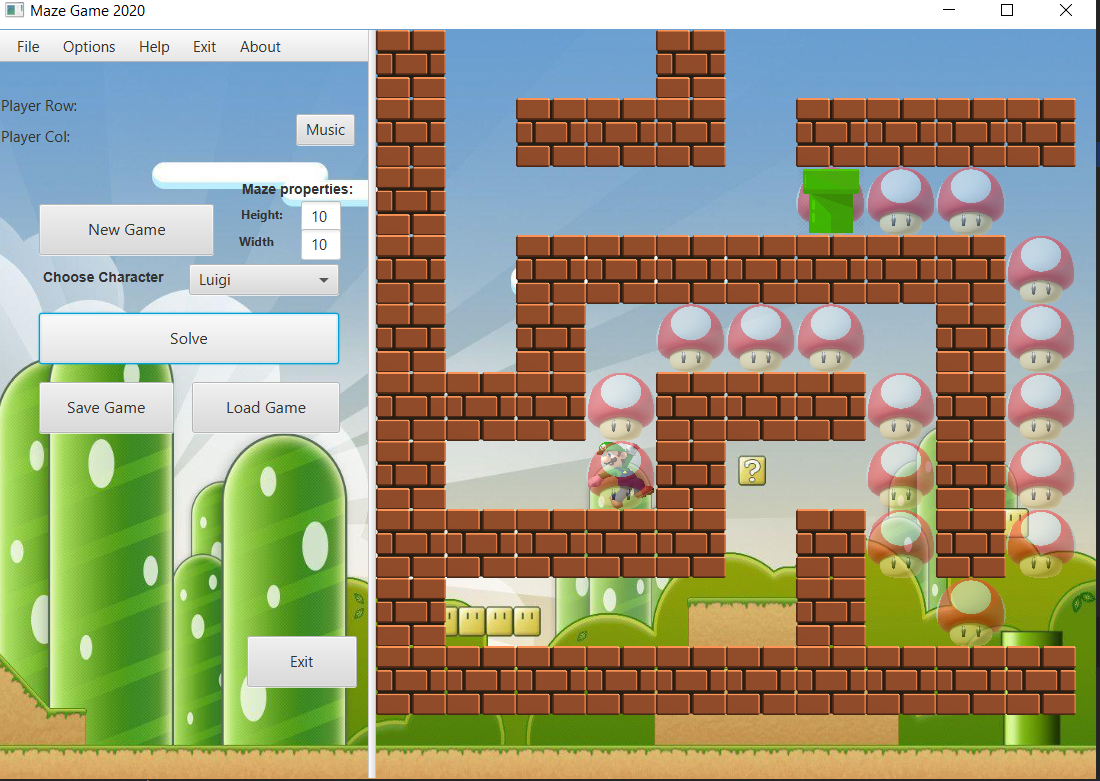 Maze Game 2020
File Options Help Exit About
Player Row:
Player Col:
Music
Maze properties:
Height: 10
New Game
Width 10
Choose Character Luigi
Solve
Save Game Load Game
?
Exit